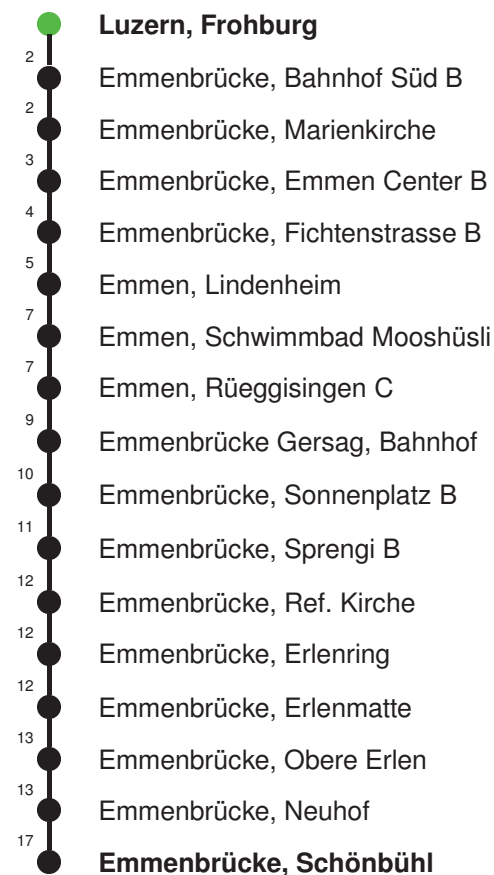 Luzern, Frohburg
2
Emmenbrücke, Bahnhof Süd B
2
Emmenbrücke, Marienkirche
3
Emmenbrücke, Emmen Center B
4
Emmenbrücke, Fichtenstrasse B
5
Emmen, Lindenheim
7
Emmen, Schwimmbad Mooshüsli
7
Emmen, Rüeggisingen C
9
Emmenbrücke Gersag, Bahnhof
10
Emmenbrücke, Sonnenplatz B
11
Emmenbrücke, Sprengi B
12
Emmenbrücke, Ref. Kirche
12
Emmenbrücke, Erlenring
12
Emmenbrücke, Erlenmatte
13
Emmenbrücke, Obere Erlen
13
Emmenbrücke, Neuhof
17
Emmenbrücke, Schönbühl